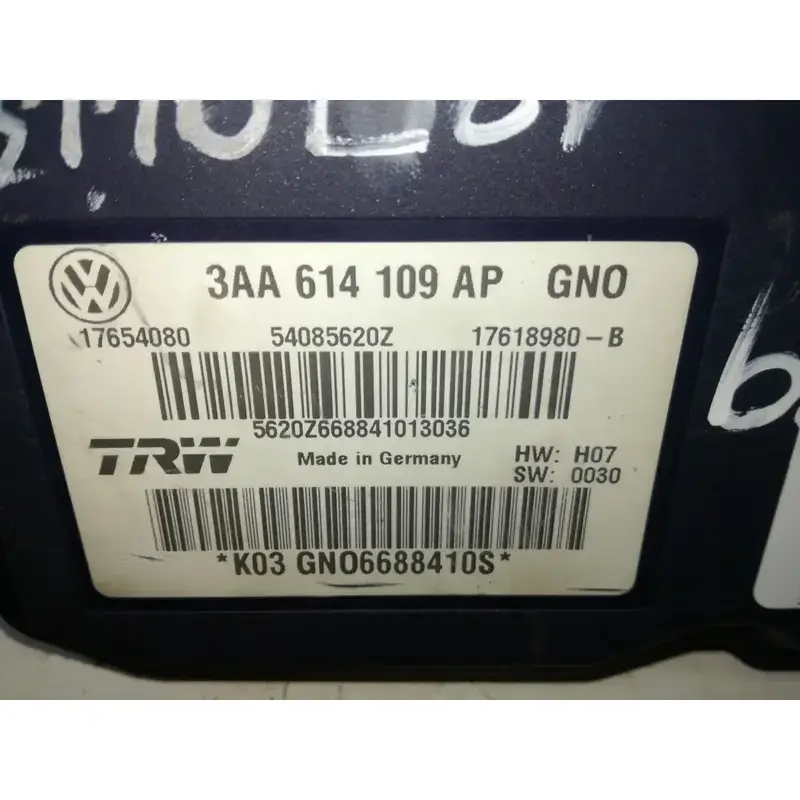 3AA 614 109 AP GNO
17654080 54085620Z 17618980-B
5620Z668841013036
TRW Made in Germany HW: H07
SW: 0030
*K03 GNO6688410S*